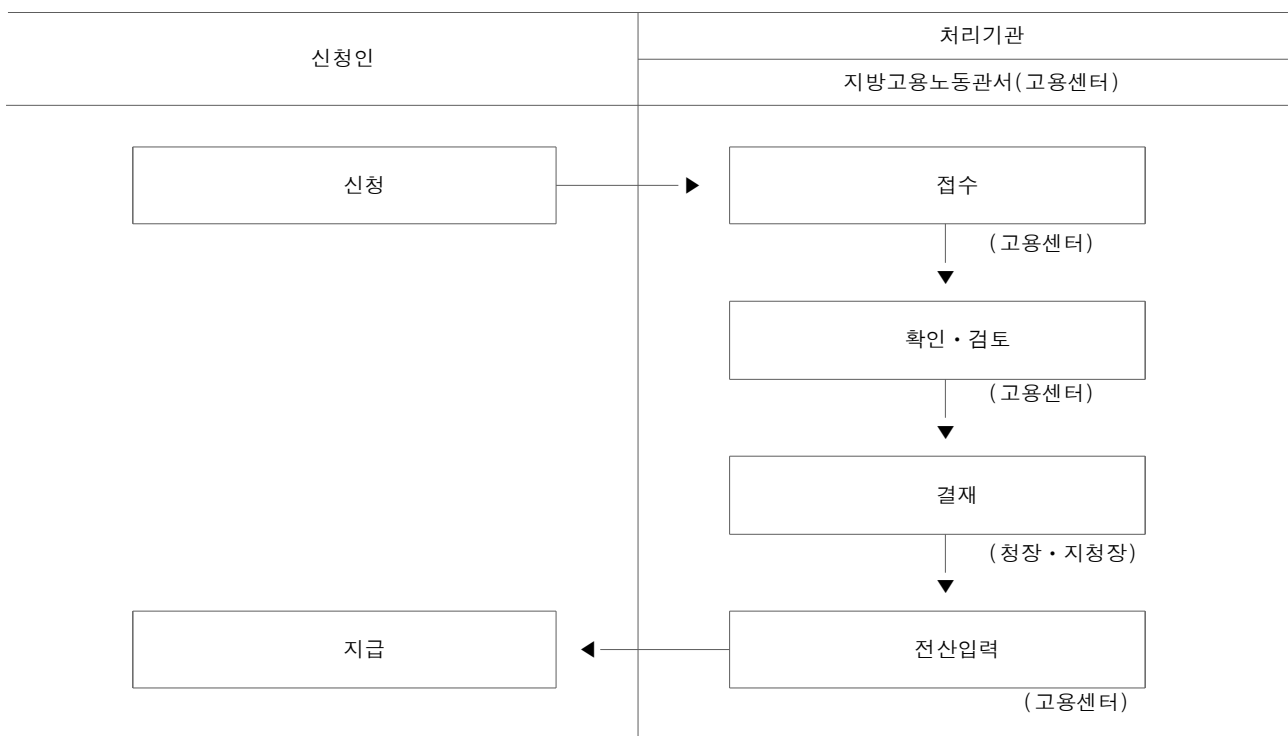 신청인
처리기관
지방고용노동관서(고용센터)
신청
접수
(고용센터)
확인·검토
(고용센터)
결재
(청장·지청장)
지급
전산입력
(고용센터)